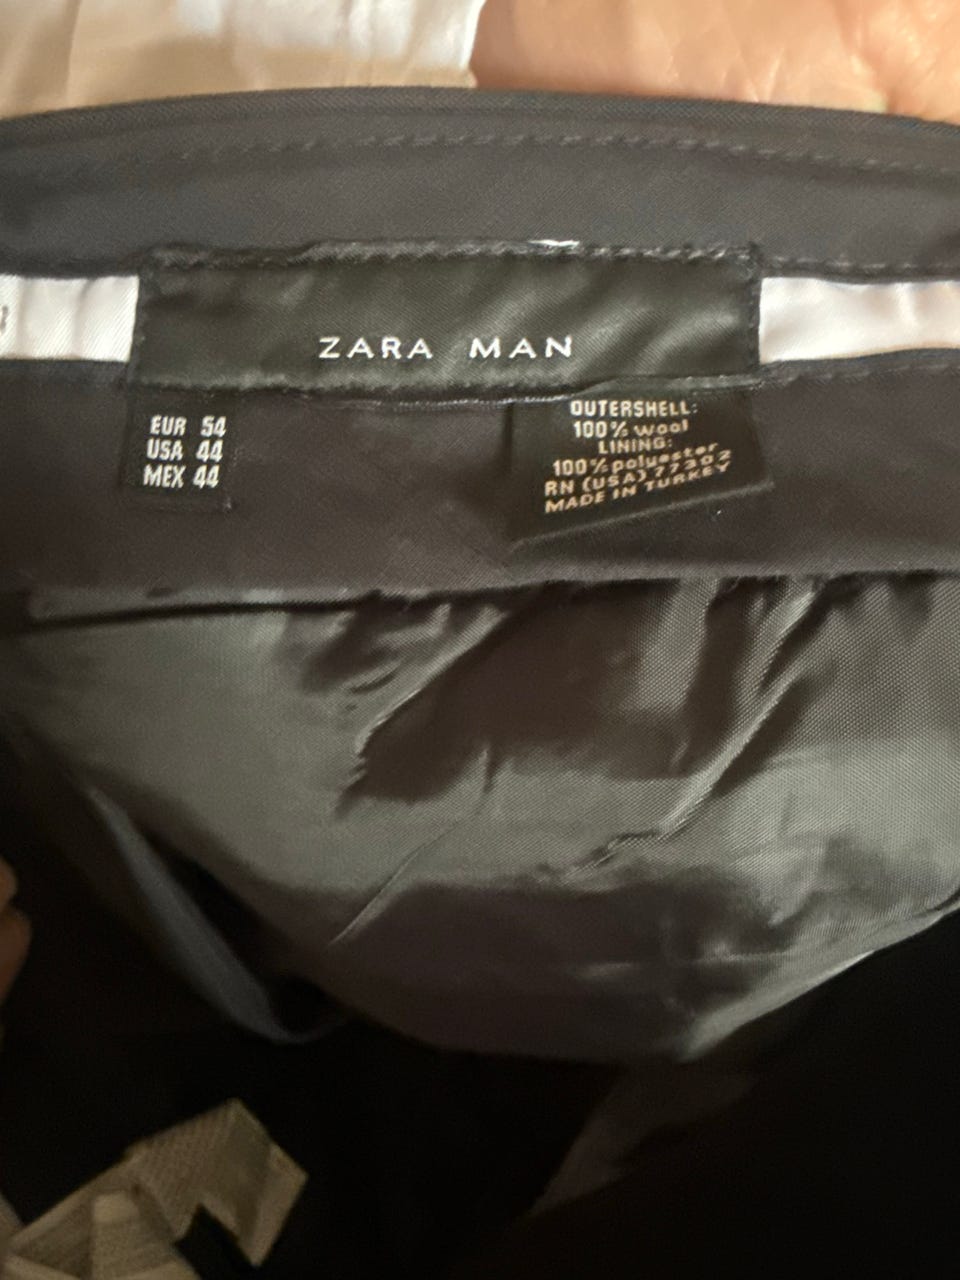 ZARA MAN
EUR 54
USA 44
MEX 44
OUTERSHELL:
100% wool
LINING:
100% polyester
RN (USA) 77302
MADE IN TURKEY